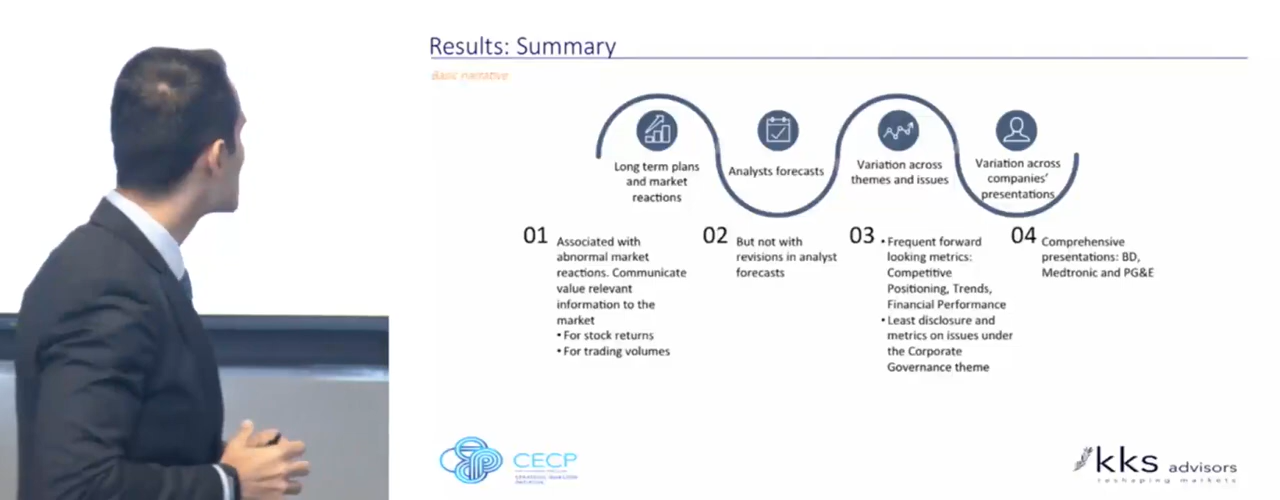 Results: Summary
Basic narrative
Long term plans
and market
reactions
Analysts forecasts
Variation across
themes and issues
Variation across
companies'
presentations
01
Associated with
abnormal market
reactions. Communicate
value relevant
information to the
market
• For stock returns
• For trading volumes
02
But not with
revisions in analyst
forecasts
03
• Frequent forward
looking metrics:
Competitive
Positioning, Trends,
Financial Performance
• Least disclosure and
metrics on issues under
the Corporate
Governance theme
04
Comprehensive
presentations: BD,
Medtronic and PG&E
CECP
kks advisors
reshaping markets